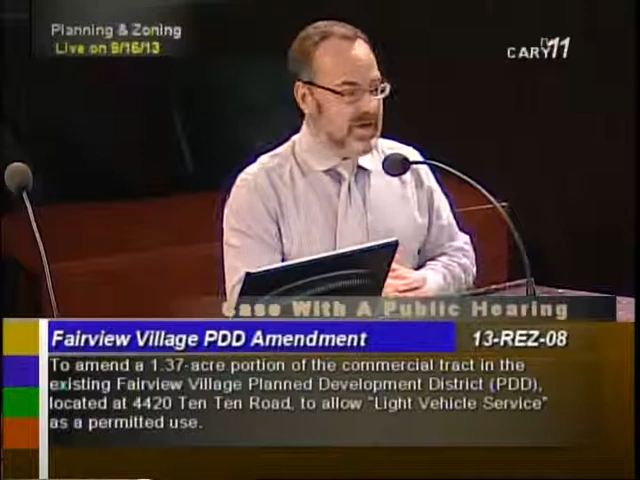 Planning & Zoning
Live on 9/16/13
CARYTV11
Case With A Public Hearing
Fairview Village PDD Amendment 13-REZ-08
To amend a 1.37-acre portion of the commercial tract in the
existing Fairview Village Planned Development District (PDD),
located at 4420 Ten Ten Road, to allow "Light Vehicle Service"
as a permitted use.